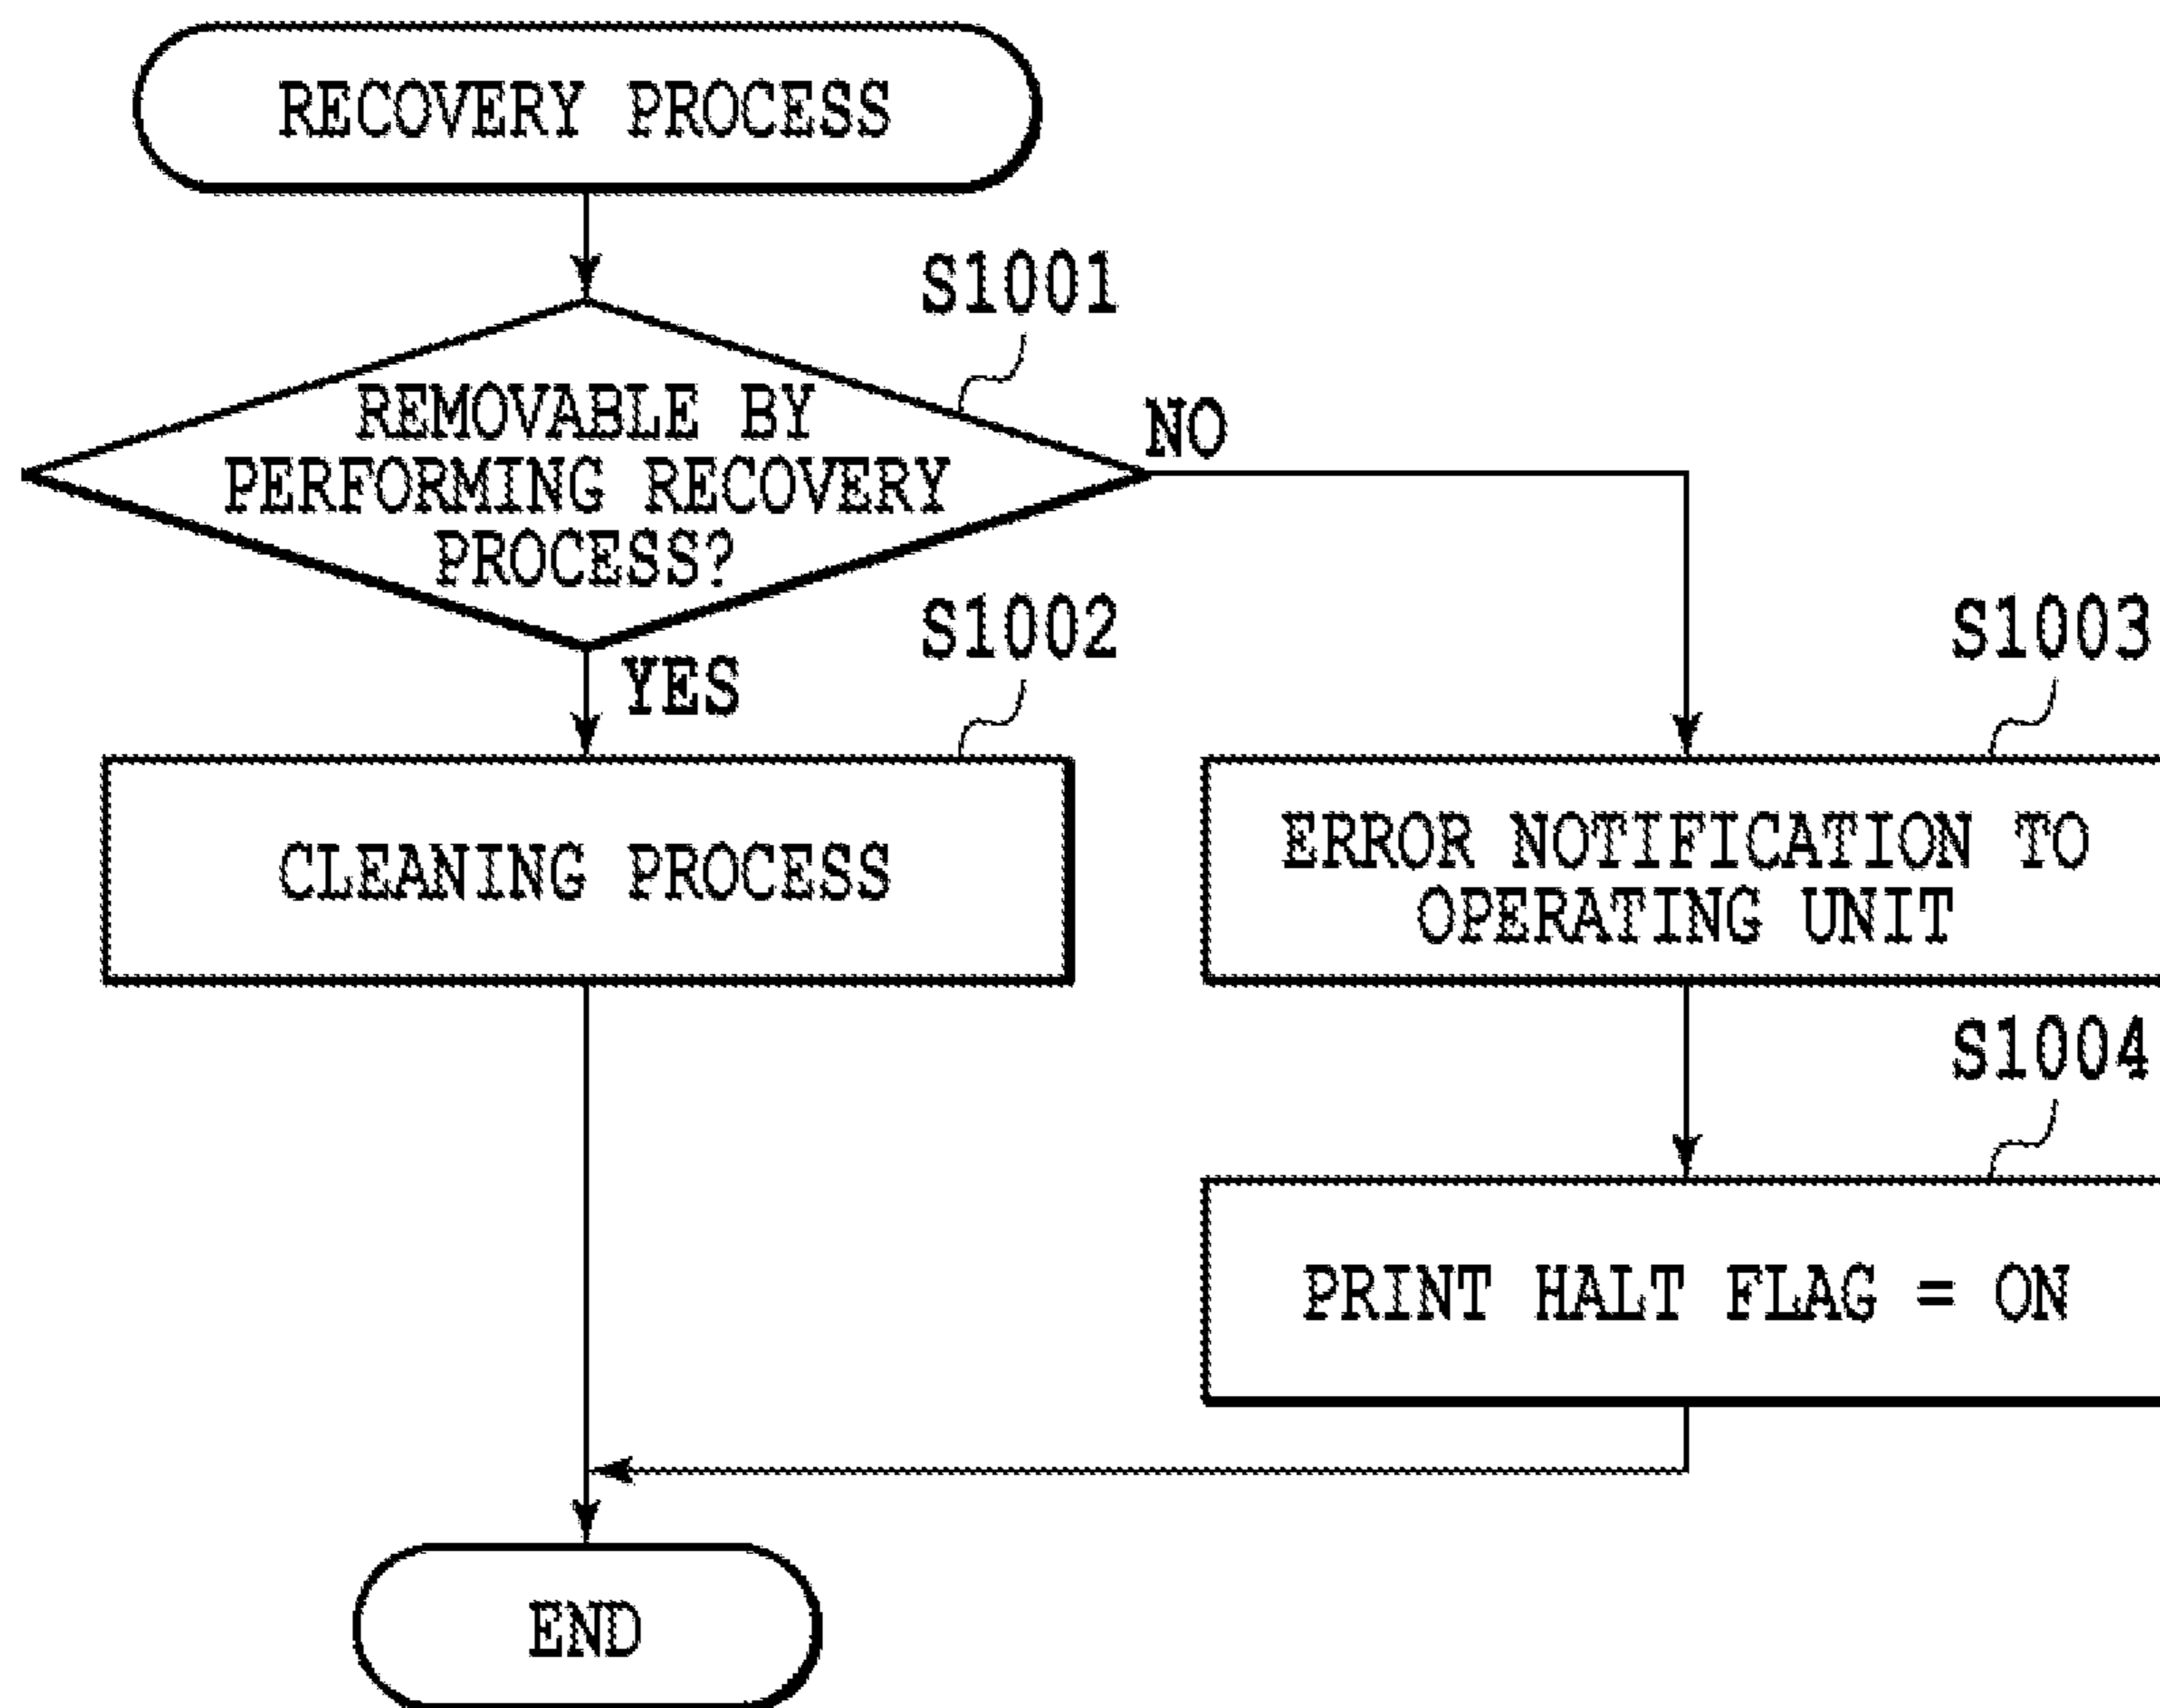 RECOVERY PROCESS
S1001
REMOVABLE BY
PERFORMING RECOVERY
PROCESS?
NO
YES
S1002
CLEANING PROCESS
S1003
ERROR NOTIFICATION TO
OPERATING UNIT
S1004
PRINT HALT FLAG = ON
END